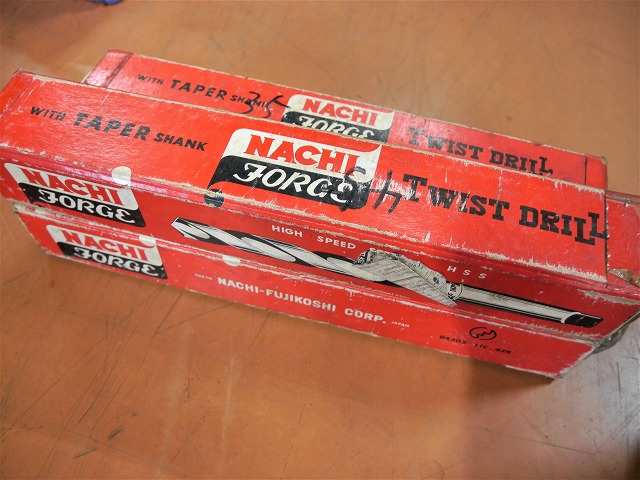 WITH TAPER SHANK
35
NACHI
FORGE
TWIST DRILL
WITH TAPER SHANK
NACHI
FORGE
TWIST DRILL
NACHI
FORGE
HIGH SPEED
HSS
NACHI
FORGE
NACHI-FUJIKOSHI CORP. JAPAN